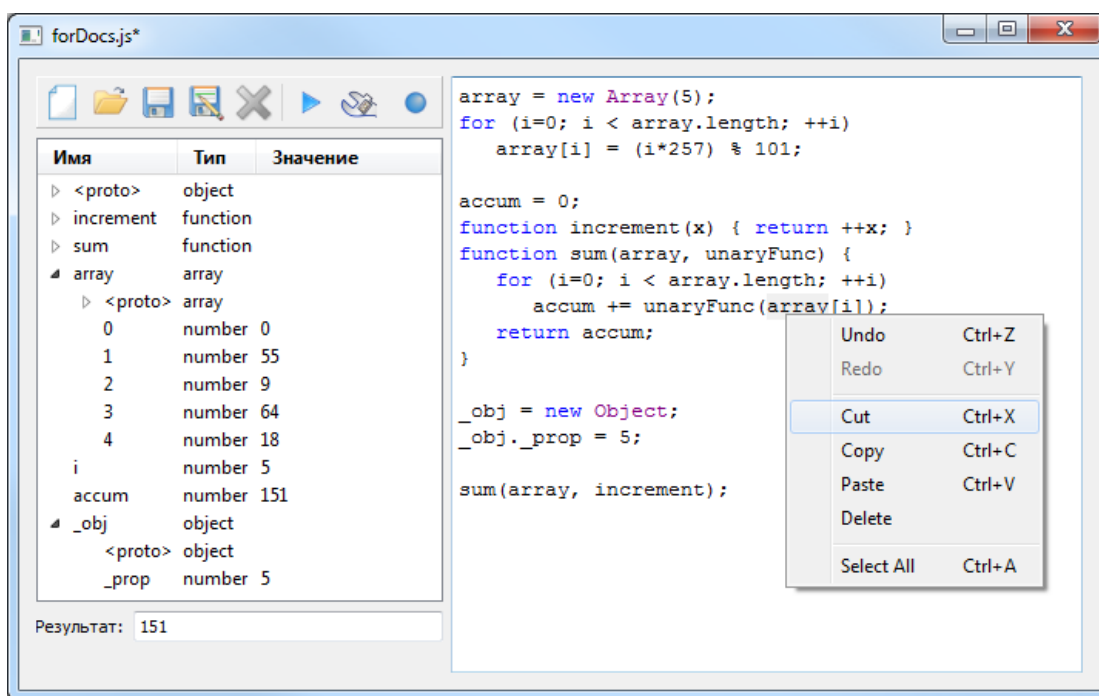 forDocs.js*
Имя Тип Значение
<proto> object
increment function
sum function
array array
<proto> array
0 number 0
1 number 55
2 number 9
3 number 64
4 number 18
i number 5
accum number 151
_obj object
<proto> object
_prop number 5
Результат: 151
array = new Array(5);
for (i=0; i < array.length; ++i)
array[i] = (i*257) % 101;
accum = 0;
function increment(x) { return ++x; }
function sum(array, unaryFunc) {
for (i=0; i < array.length; ++i)
accum += unaryFunc(array[i]);
return accum;
}
_obj = new Object;
_obj._prop = 5;
sum(array, increment);
Undo Ctrl+Z
Redo Ctrl+Y
Cut Ctrl+X
Copy Ctrl+C
Paste Ctrl+V
Delete
Select All Ctrl+A